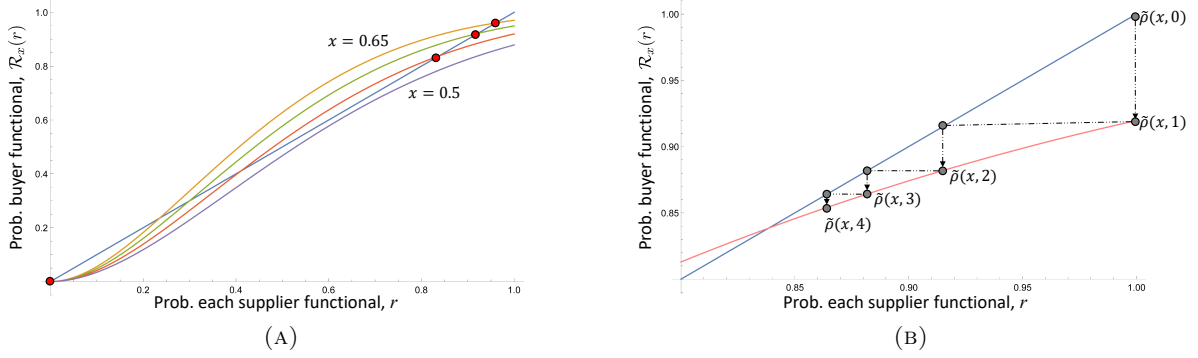 1.0
0.8
0.6
0.4
0.2
Prob. buyer functional, ℛₓ(r)
x = 0.65
x = 0.5
0.2 0.4 0.6 0.8 1.0
Prob. each supplier functional, r
(A)
1.00
0.95
0.90
0.85
Prob. buyer functional, ℛₓ(r)
ρ̃(x, 0)
ρ̃(x, 1)
ρ̃(x, 2)
ρ̃(x, 3)
ρ̃(x, 4)
0.85 0.90 0.95 1.00
Prob. each supplier functional, r
(B)